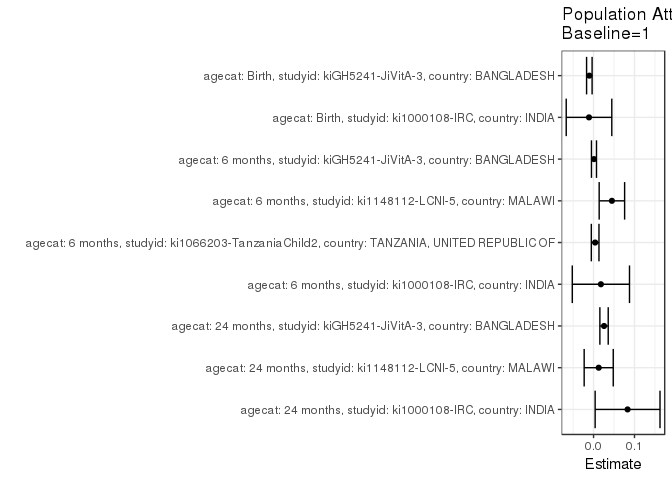 Population Att
Baseline=1
agecat: Birth, studyid: kiGH5241-JiVitA-3, country: BANGLADESH
agecat: Birth, studyid: ki1000108-IRC, country: INDIA
agecat: 6 months, studyid: kiGH5241-JiVitA-3, country: BANGLADESH
agecat: 6 months, studyid: ki1148112-LCNI-5, country: MALAWI
agecat: 6 months, studyid: ki1066203-TanzaniaChild2, country: TANZANIA, UNITED REPUBLIC OF
agecat: 6 months, studyid: ki1000108-IRC, country: INDIA
agecat: 24 months, studyid: kiGH5241-JiVitA-3, country: BANGLADESH
agecat: 24 months, studyid: ki1148112-LCNI-5, country: MALAWI
agecat: 24 months, studyid: ki1000108-IRC, country: INDIA
0.0 0.1
Estimate